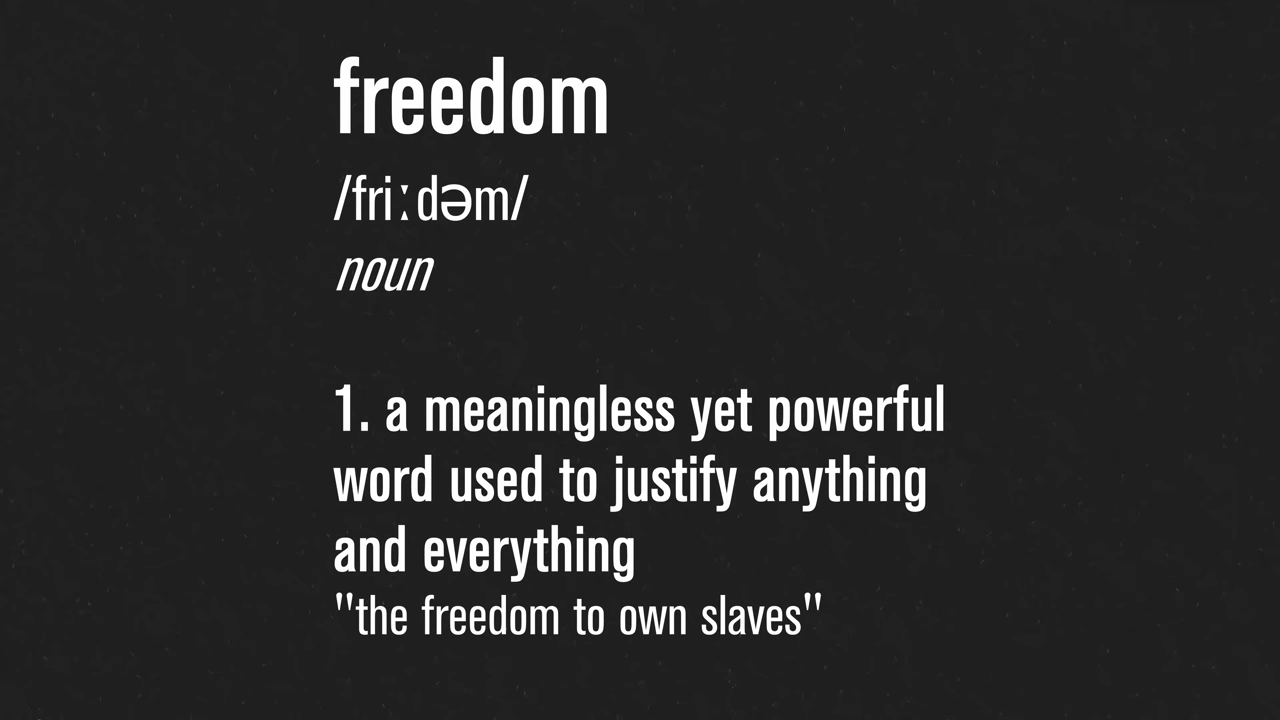 freedom
/friːdəm/
noun
1. a meaningless yet powerful
word used to justify anything
and everything
"the freedom to own slaves"